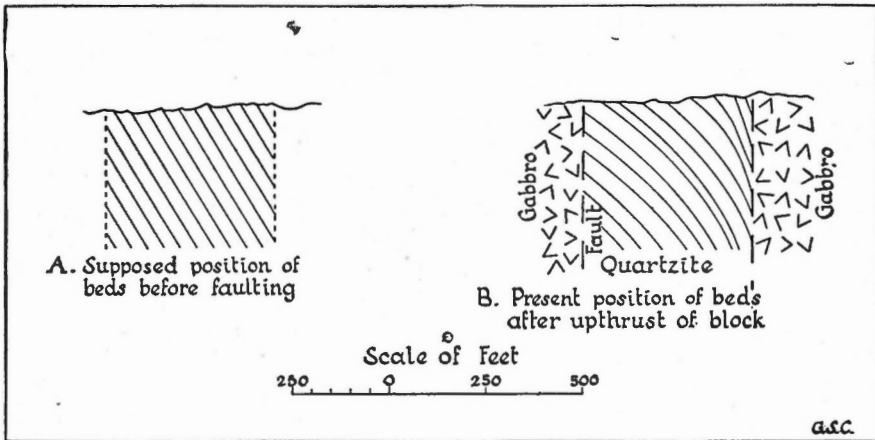 A. Supposed position of
beds before faulting
Gabbro
Fault
Quartzite
Gabbro
B. Present position of beds
after upthrust of block
Scale of Feet
250 0 250 500
a.s.c.